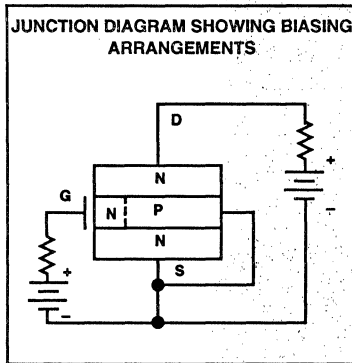 JUNCTION DIAGRAM SHOWING BIASING
ARRANGEMENTS
D
N
+
G
N P
−
N
S
+
−